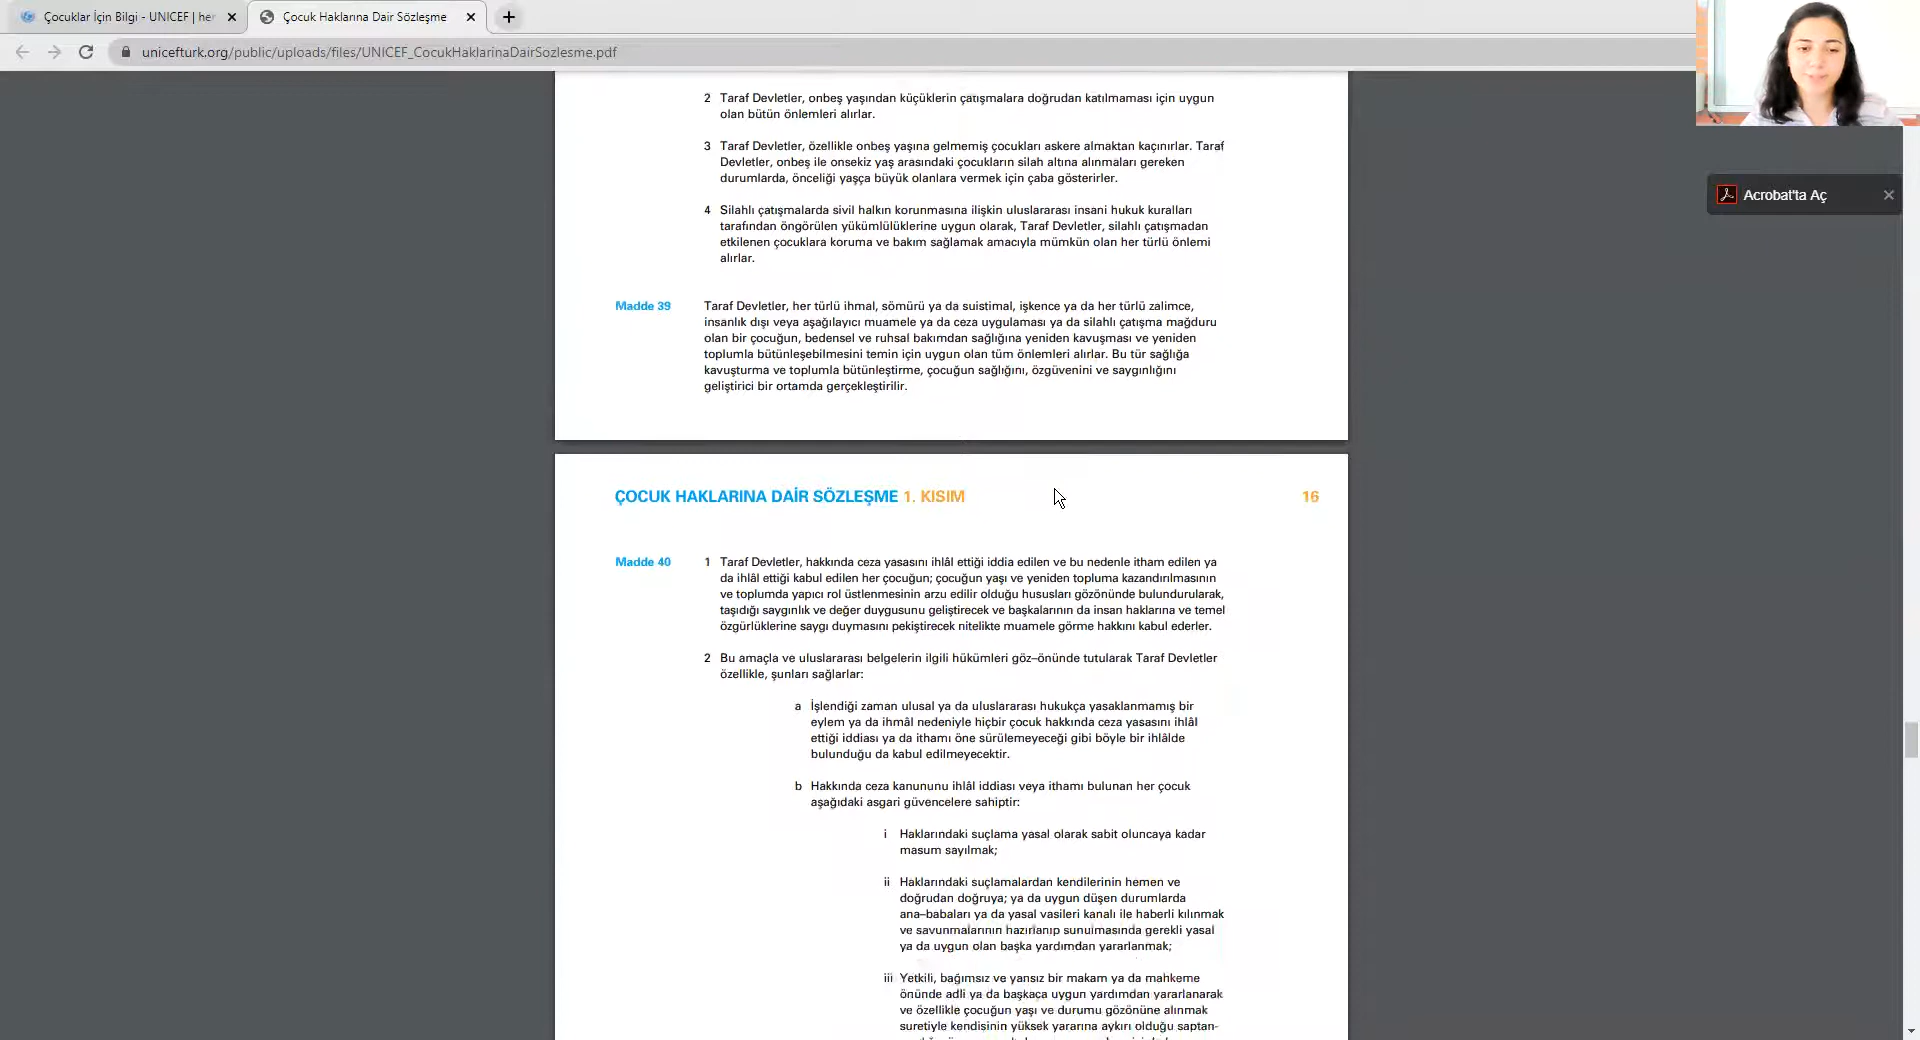 Çocuklar İçin Bilgi - UNICEF | her
Çocuk Haklarına Dair Sözleşme
unicefturk.org/public/uploads/files/UNICEF_CocukHaklarinaDairSozlesme.pdf
Acrobat'ta Aç
2 Taraf Devletler, onbeş yaşından küçüklerin çatışmalara doğrudan katılmaması için uygun
olan bütün önlemleri alırlar.
3 Taraf Devletler, özellikle onbeş yaşına gelmemiş çocukları askere almaktan kaçınırlar. Taraf
Devletler, onbeş ile onsekiz yaş arasındaki çocukların silah altına alınmaları gereken
durumlarda, önceliği yaşça büyük olanlara vermek için çaba gösterirler.
4 Silahlı çatışmalarda sivil halkın korunmasına ilişkin uluslararası insani hukuk kuralları
tarafından öngörülen yükümlülüklerine uygun olarak, Taraf Devletler, silahlı çatışmadan
etkilenen çocuklara koruma ve bakım sağlamak amacıyla mümkün olan her türlü önlemi
alırlar.
Madde 39 Taraf Devletler, her türlü ihmal, sömürü ya da suistimal, işkence ya da her türlü zalimce,
insanlık dışı veya aşağılayıcı muamele ya da ceza uygulaması ya da silahlı çatışma mağduru
olan bir çocuğun, bedensel ve ruhsal bakımdan sağlığına yeniden kavuşması ve yeniden
toplumla bütünleşebilmesini temin için uygun olan tüm önlemleri alırlar. Bu tür sağlığa
kavuşturma ve toplumla bütünleştirme, çocuğun sağlığını, özgüvenini ve saygınlığını
geliştirici bir ortamda gerçekleştirilir.
ÇOCUK HAKLARINA DAİR SÖZLEŞME 1. KISIM 16
Madde 40 1 Taraf Devletler, hakkında ceza yasasını ihlâl ettiği iddia edilen ve bu nedenle itham edilen ya
da ihlâl ettiği kabul edilen her çocuğun; çocuğun yaşı ve yeniden topluma kazandırılmasının
ve toplumda yapıcı rol üstlenmesinin arzu edilir olduğu hususları gözönünde bulundurularak,
taşıdığı saygınlık ve değer duygusunu geliştirecek ve başkalarının da insan haklarına ve temel
özgürlüklerine saygı duymasını pekiştirecek nitelikte muamele görme hakkını kabul ederler.
2 Bu amaçla ve uluslararası belgelerin ilgili hükümleri göz–önünde tutularak Taraf Devletler
özellikle, şunları sağlarlar:
a İşlendiği zaman ulusal ya da uluslararası hukukça yasaklanmamış bir
eylem ya da ihmâl nedeniyle hiçbir çocuk hakkında ceza yasasını ihlâl
ettiği iddiası ya da ithamı öne sürülemeyeceği gibi böyle bir ihlâlde
bulunduğu da kabul edilmeyecektir.
b Hakkında ceza kanununu ihlâl iddiası veya ithamı bulunan her çocuk
aşağıdaki asgari güvencelere sahiptir:
i Haklarındaki suçlama yasal olarak sabit oluncaya kadar
masum sayılmak;
ii Haklarındaki suçlamalardan kendilerinin hemen ve
doğrudan doğruya; ya da uygun düşen durumlarda
ana–babaları ya da yasal vasileri kanalı ile haberli kılınmak
ve savunmalarının hazırlanıp sunulmasında gerekli yasal
ya da uygun olan başka yardımdan yararlanmak;
iii Yetkili, bağımsız ve yansız bir makam ya da mahkeme
önünde adli ya da başkaca uygun yardımdan yararlanarak
ve özellikle çocuğun yaşı ve durumu gözönüne alınmak
suretiyle kendisinin yüksek yararına aykırı olduğu saptan-